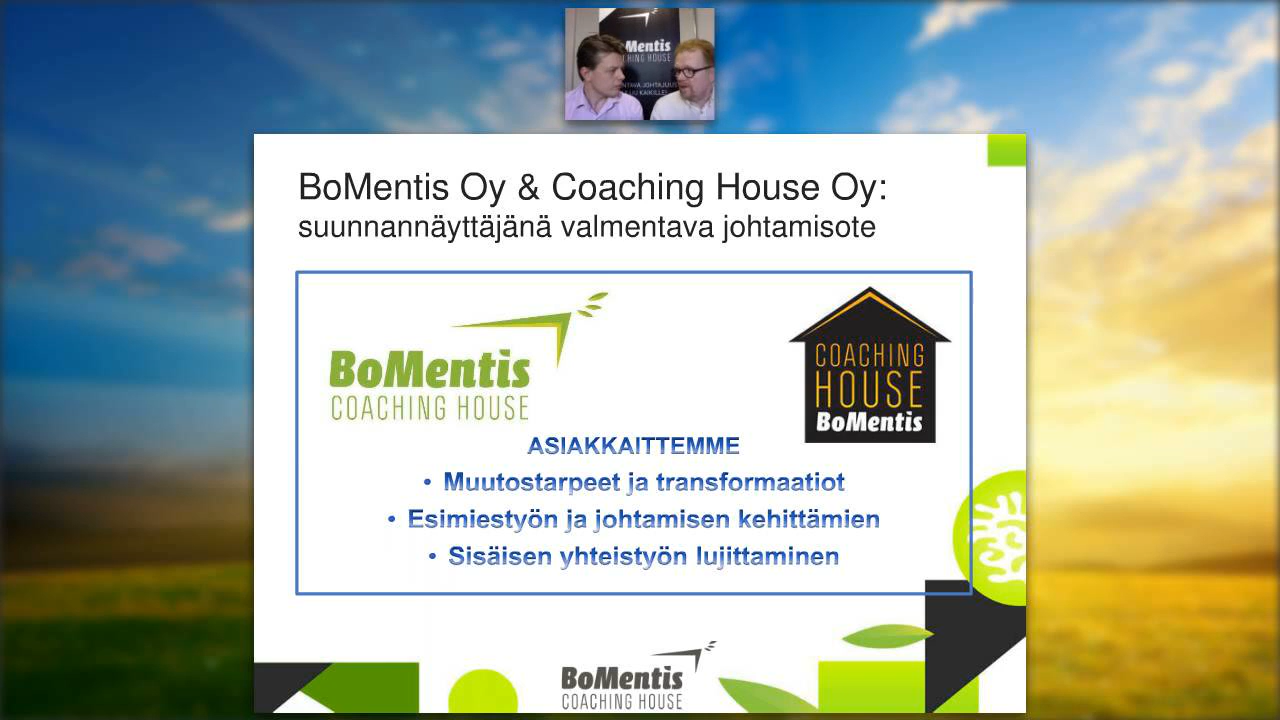 Mentis
BoMentis Oy & Coaching House Oy:
suunnannäyttäjänä valmentava johtamisote
BoMentis
COACHING HOUSE
COACHING
HOUSE
BoMentis
ASIAKKAITTEMME
• Muutostarpeet ja transformaatiot
• Esimiestyön ja johtamisen kehittämien
• Sisäisen yhteistyön lujittaminen
BoMentis
COACHING HOUSE